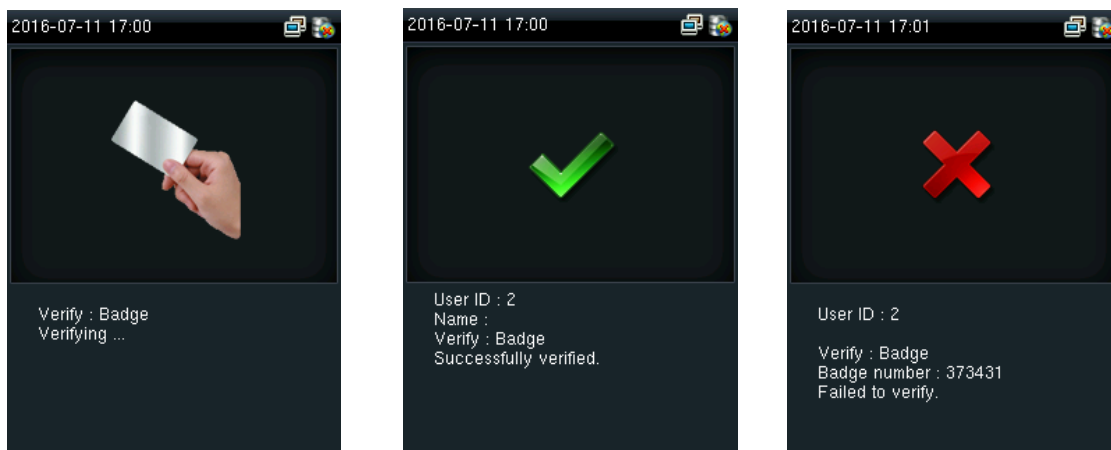 2016-07-11 17:00
Verify : Badge
Verifying ...
2016-07-11 17:00
User ID : 2
Name :
Verify : Badge
Successfully verified.
2016-07-11 17:01
User ID : 2
Verify : Badge
Badge number : 373431
Failed to verify.